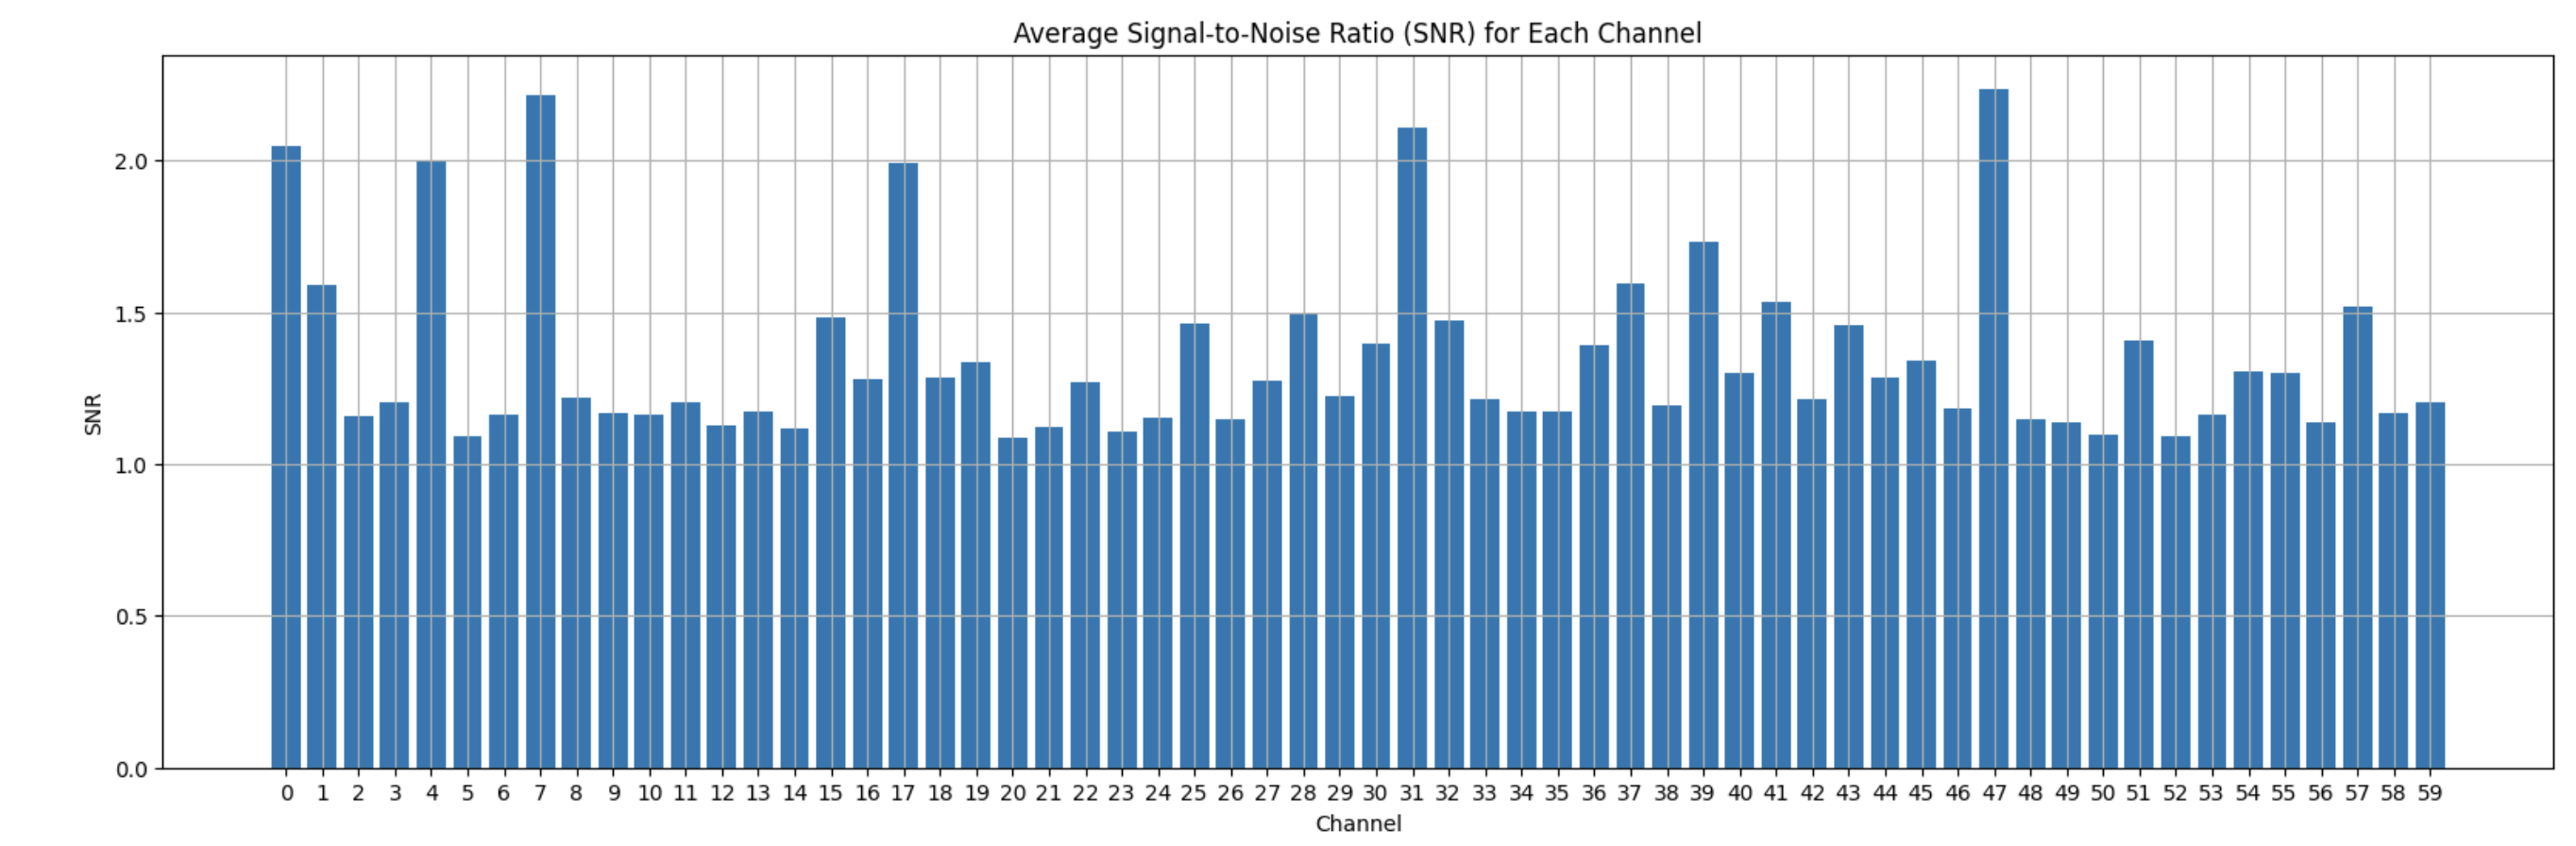 Average Signal-to-Noise Ratio (SNR) for Each Channel
2.0
1.5
1.0
0.5
0.0
SNR
0 1 2 3 4 5 6 7 8 9 10 11 12 13 14 15 16 17 18 19 20 21 22 23 24 25 26 27 28 29 30 31 32 33 34 35 36 37 38 39 40 41 42 43 44 45 46 47 48 49 50 51 52 53 54 55 56 57 58 59
Channel